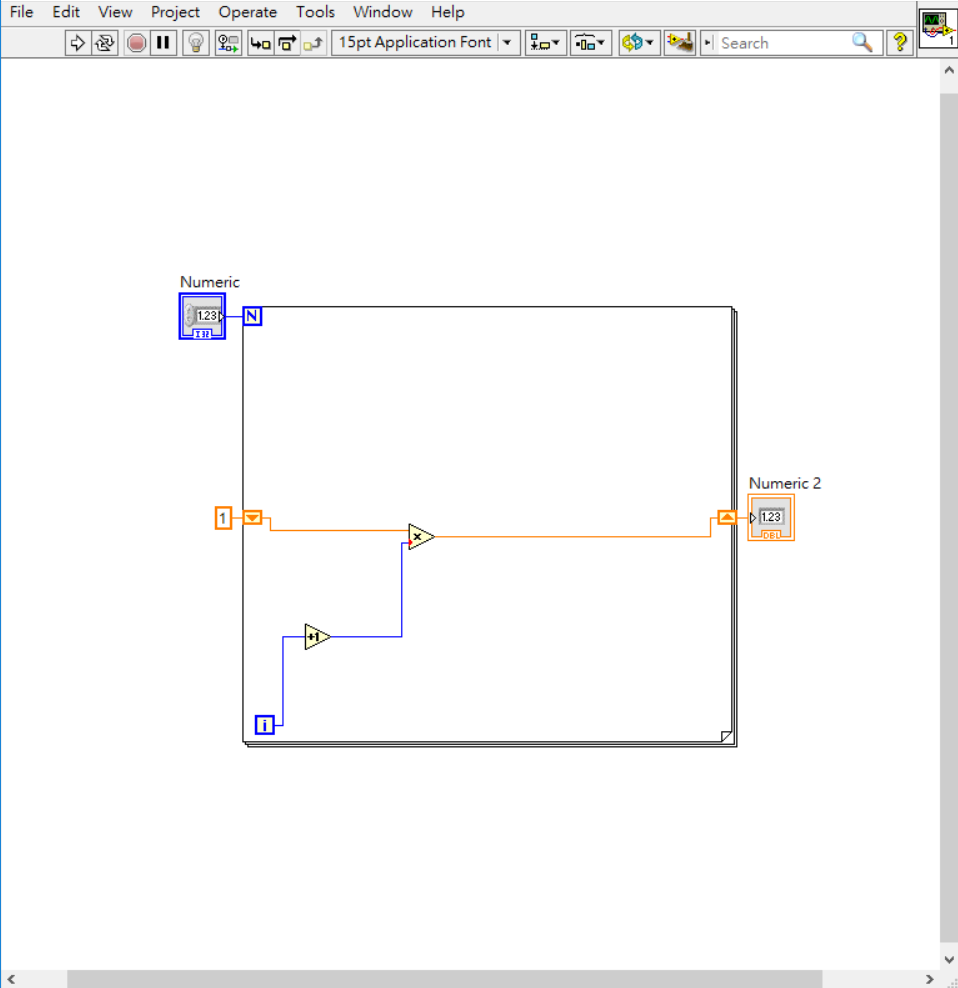 File Edit View Project Operate Tools Window Help
15pt Application Font Search ? 1
Numeric
1.23 N
I32
Numeric 2
1 × 1.23
DBL
+1
i